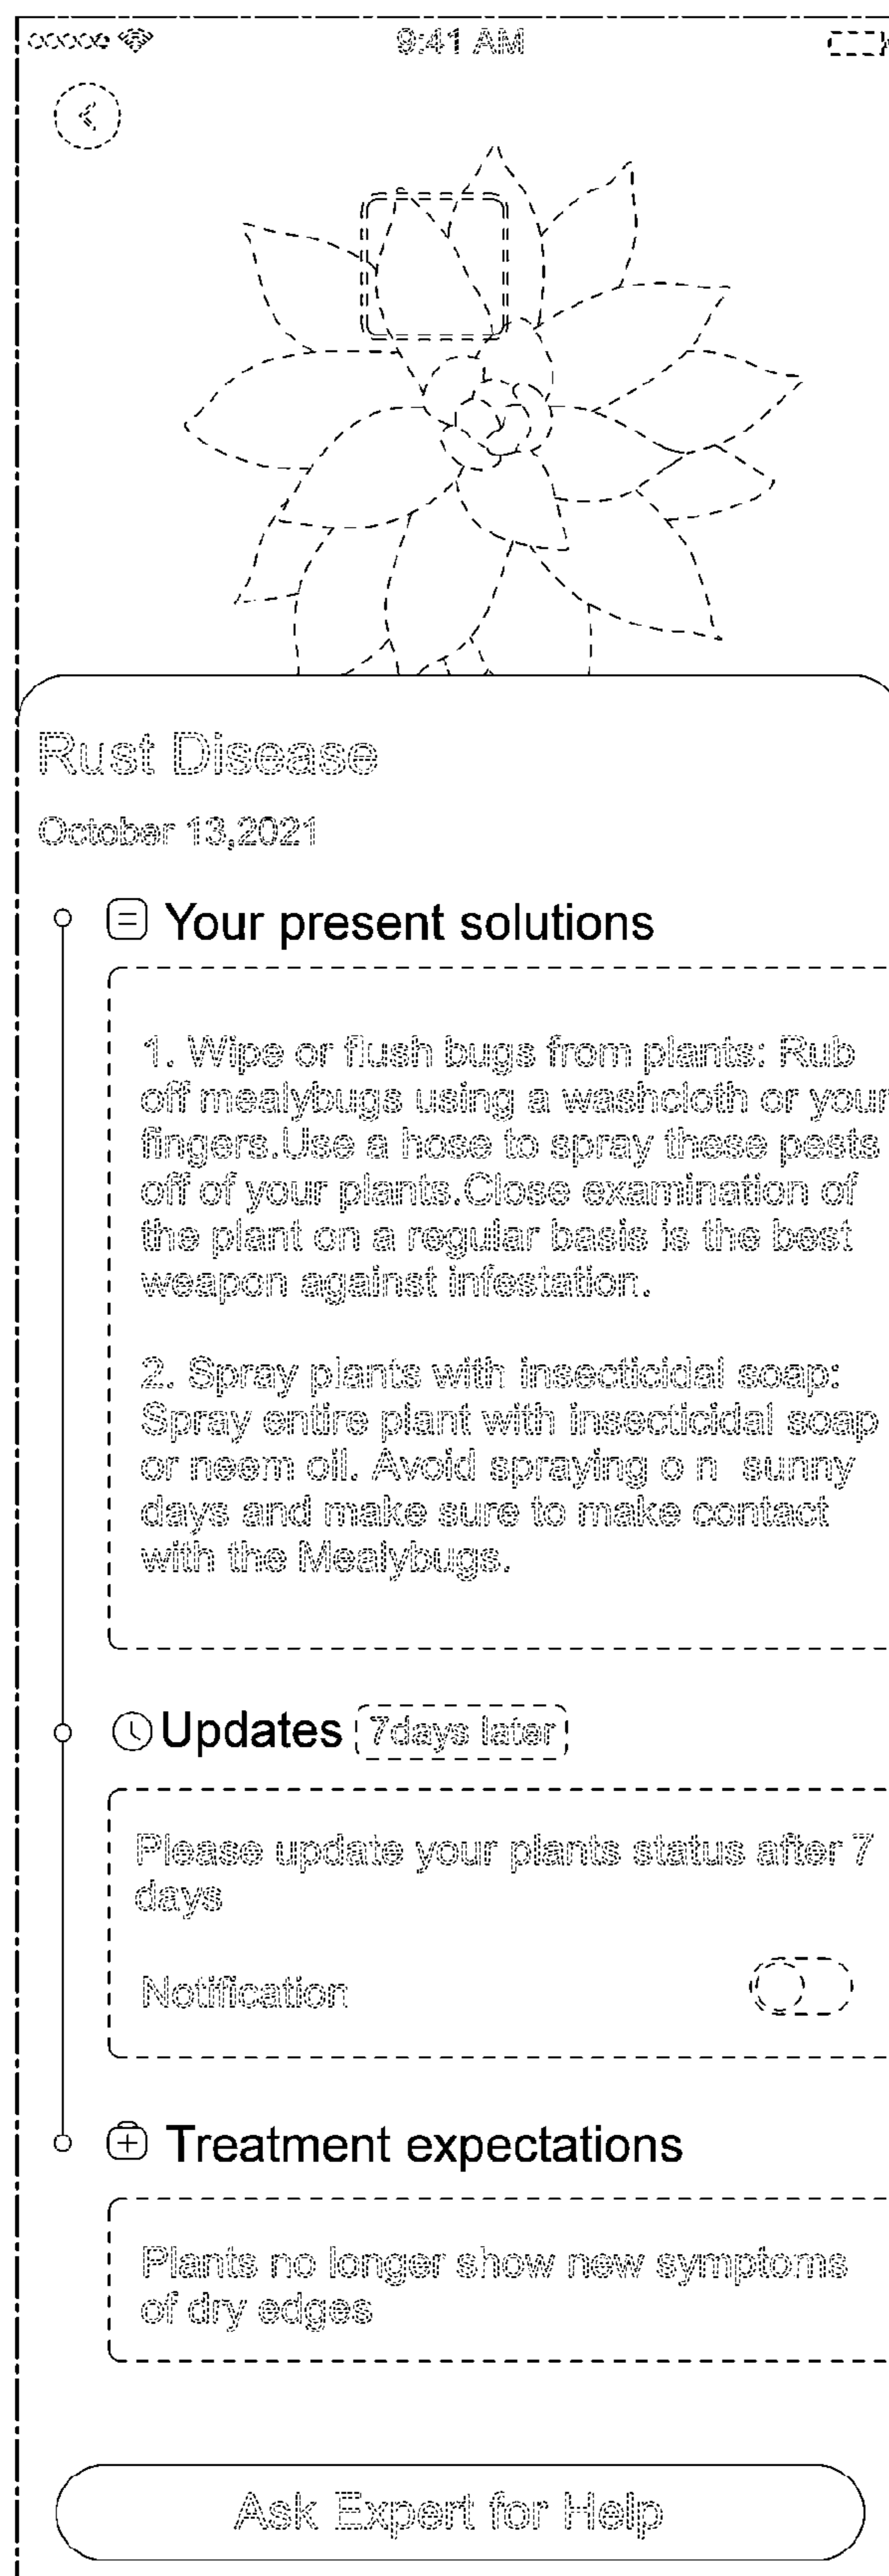 9:41 AM
Rust Disease
October 13,2021
Your present solutions
1. Wipe or flush bugs from plants: Rub
off mealybugs using a washcloth or your
fingers.Use a hose to spray these pests
off of your plants.Close examination of
the plant on a regular basis is the best
weapon against infestation.
2. Spray plants with insecticidal soap:
Spray entire plant with insecticidal soap
or neem oil. Avoid spraying o n sunny
days and make sure to make contact
with the Mealybugs.
Updates 7days later
Please update your plants status after 7
days
Notification
Treatment expectations
Plants no longer show new symptoms
of dry edges
Ask Expert for Help